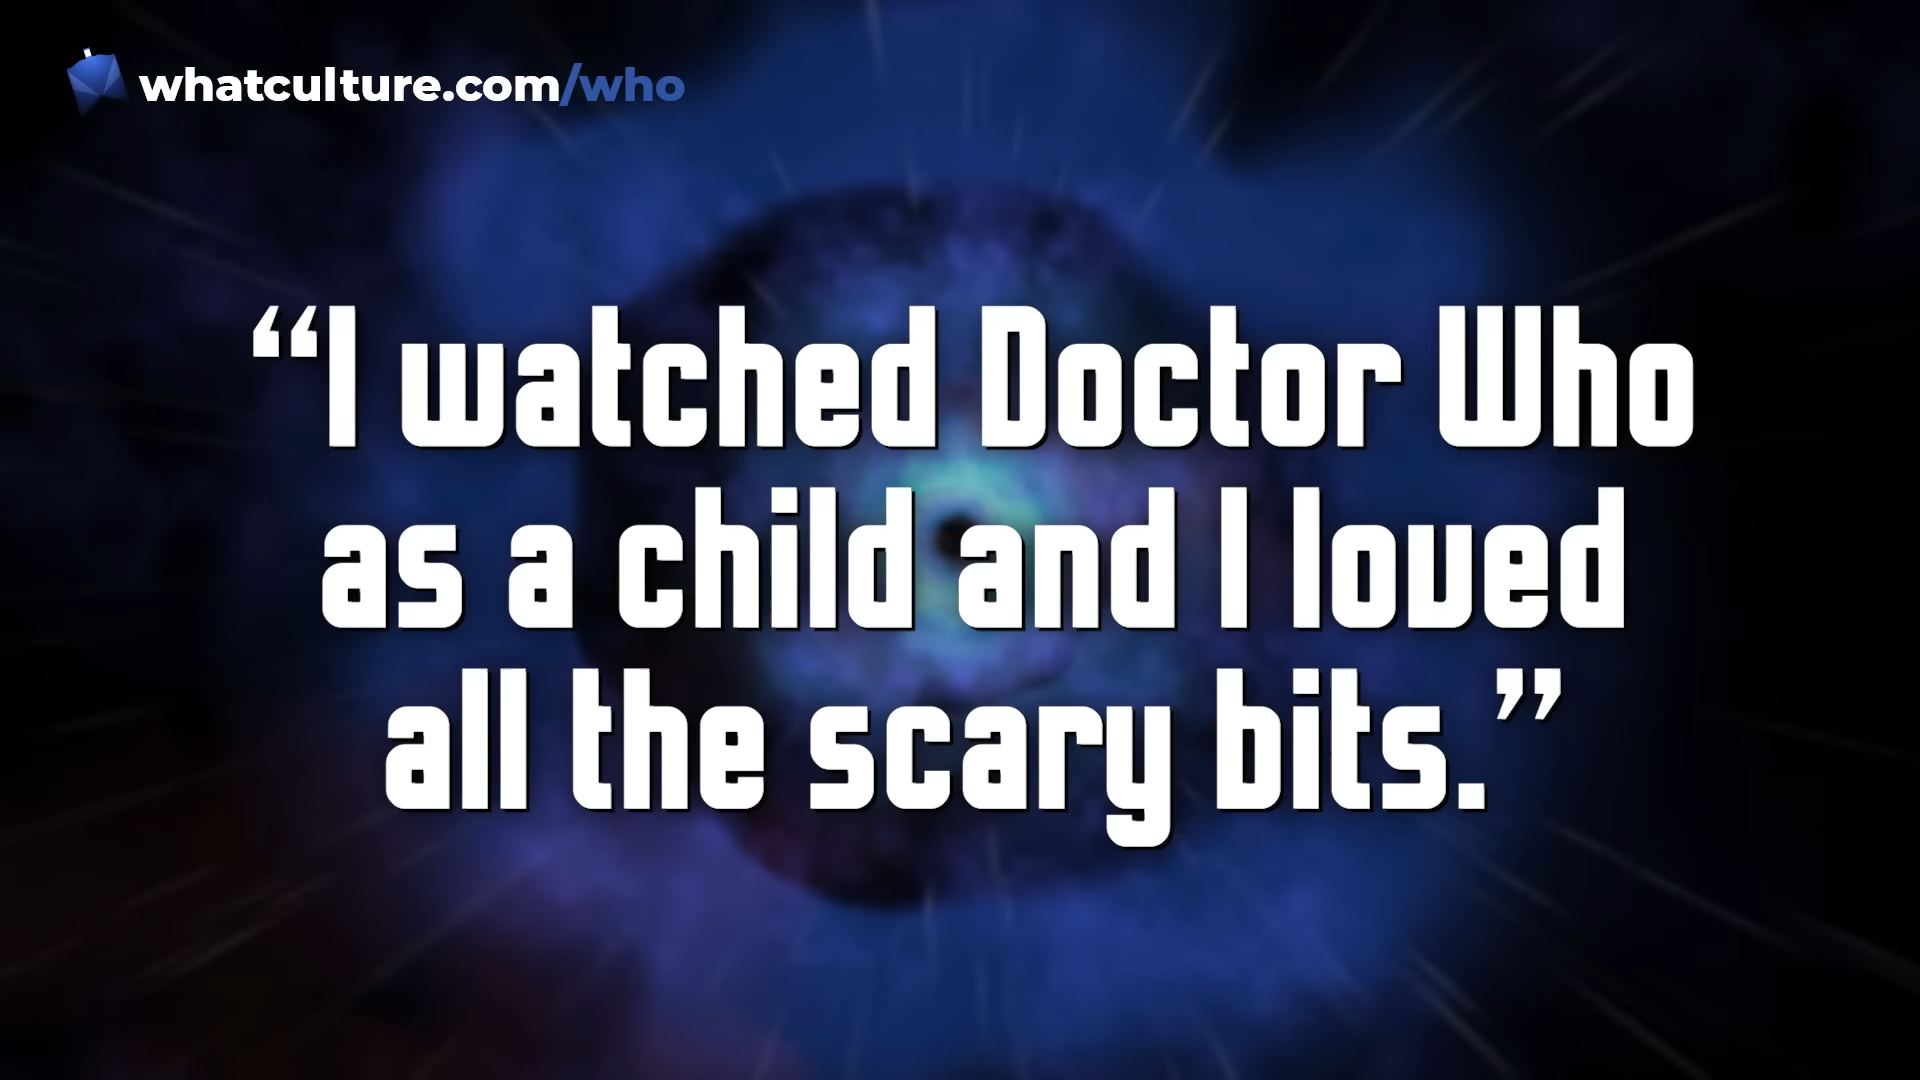 whatculture.com/who
“I watched Doctor Who
as a child and I loved
all the scary bits.”